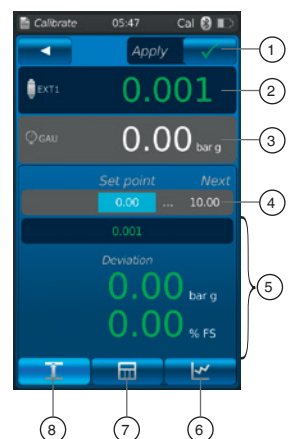 Calibrate 05:47 Cal
Apply
1
EXT1 0.001
2
GAU 0.00 bar g
3
Set point Next
0.00 ... 10.00
4
0.001
Deviation
0.00 bar g
5
0.00 % FS
8 7 6